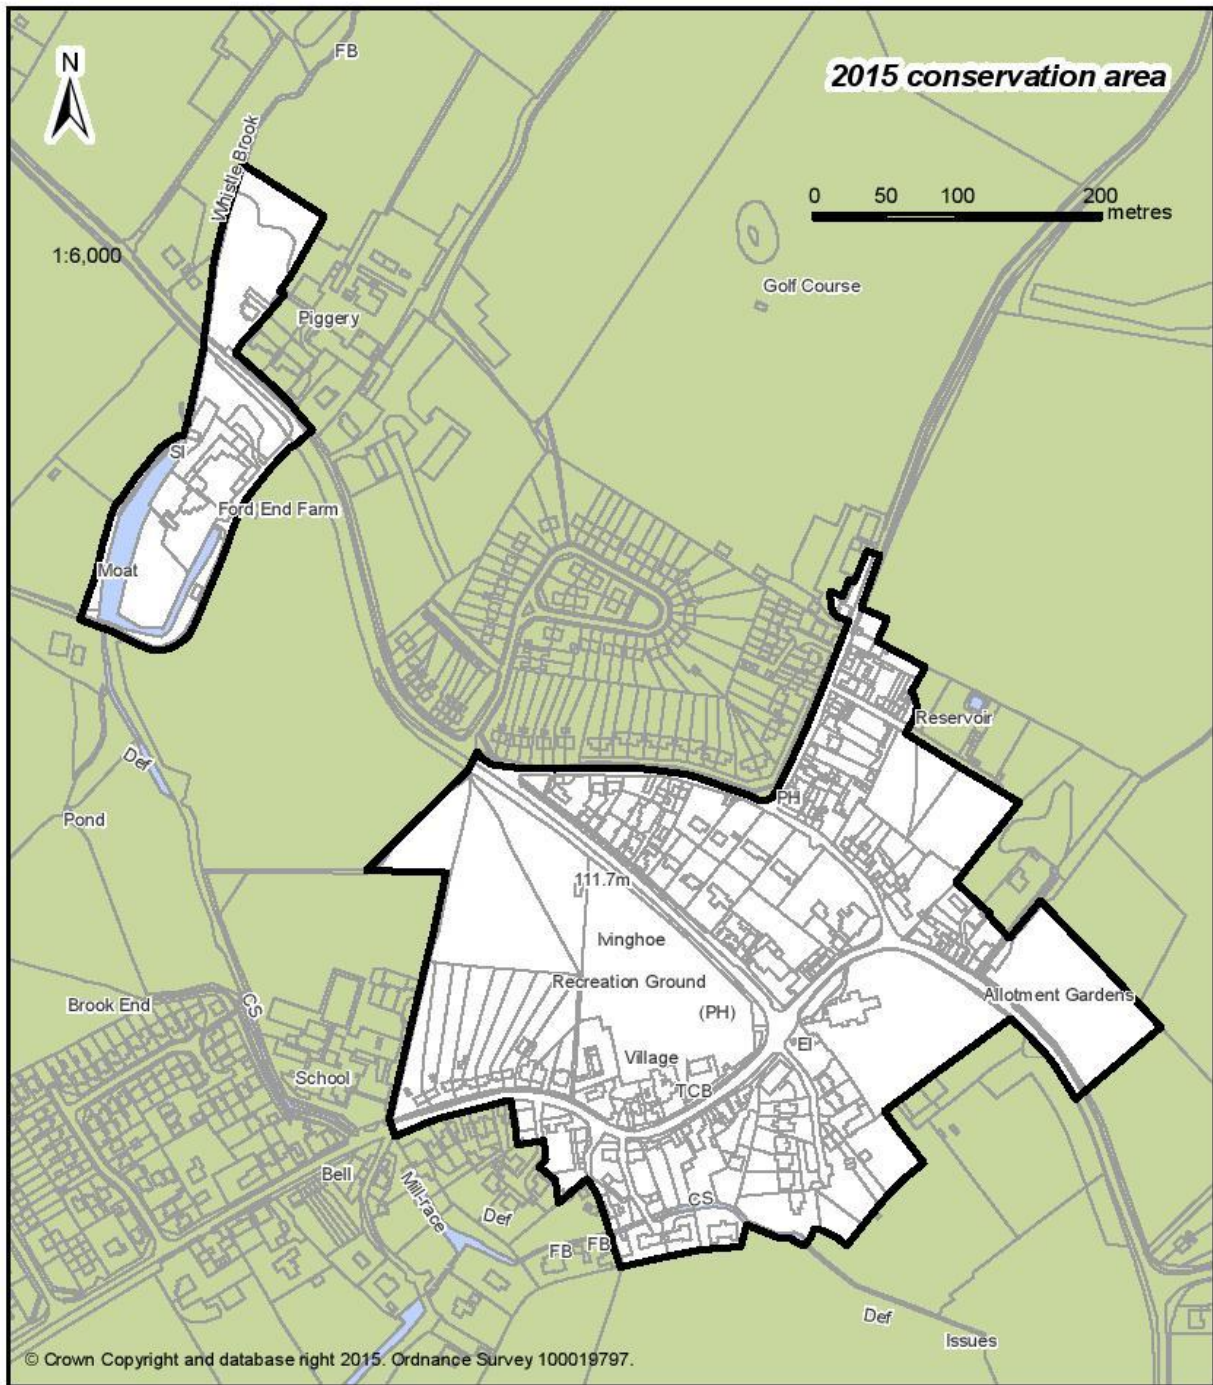 FB
2015 conservation area
N
Whistle Brook
0 50 100 200
metres
1:6,000
Golf Course
Piggery
Sl
Ford End Farm
Moat
Reservoir
Def
PH
Pond
111.7m
Ivinghoe
Recreation Ground
Allotment Gardens
Brook End
CS
(PH)
El
Village
School
TCB
Bell
Mill-race
CS
Def
FB
FB
Def
Issues
© Crown Copyright and database right 2015. Ordnance Survey 100019797.